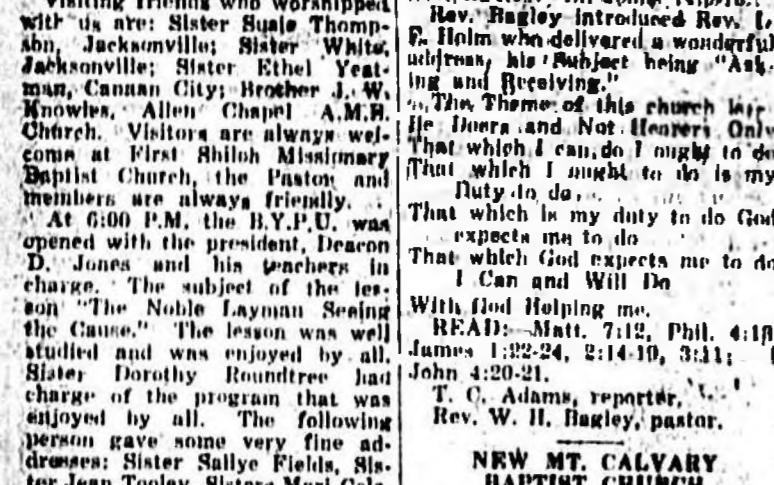 Visiting friends who worshipped
with us are: Sister Susie Thomp-
son, Jacksonville; Sister White,
Jacksonville; Sister Ethel Yeat-
man, Cannan City; Brother J. W.
Knowles, Allen Chapel A.M.E.
Church. Visitors are always wel-
come at First Shiloh Missionary
Baptist Church, the Pastor and
members are always friendly.
At 6:00 P.M. the B.Y.P.U. was
opened with the president, Deacon
D. Jones and his teachers in
charge. The subject of the les-
son "The Noble Layman Seeing
the Cause." The lesson was well
studied and was enjoyed by all.
Sister Dorothy Roundtree had
charge of the program that was
enjoyed by all. The following
person gave some very fine ad-
dresses: Sister Sallye Fields, Sis-
ter Jean Tooley, Sisters
Rev. Bagley introduced Rev. L.
F. Holm who delivered a wonderful
address, his Subject being "Ask-
ing and Receiving."
The Theme of this church is:
Be Doers and Not Hearers Only
That which I can do I ought to do
That which I ought to do is my
Duty to do,
That which is my duty to do God
expects me to do
That which God expects me to do
I Can and Will Do
With God Helping me.
READ: Matt. 7:12, Phil. 4:13
James 1:22-24, 2:14-19, 3:11;
John 4:20-21.
T. C. Adams, reporter,
Rev. W. H. Bagley, pastor.
NEW MT. CALVARY
BAPTIST CHURCH